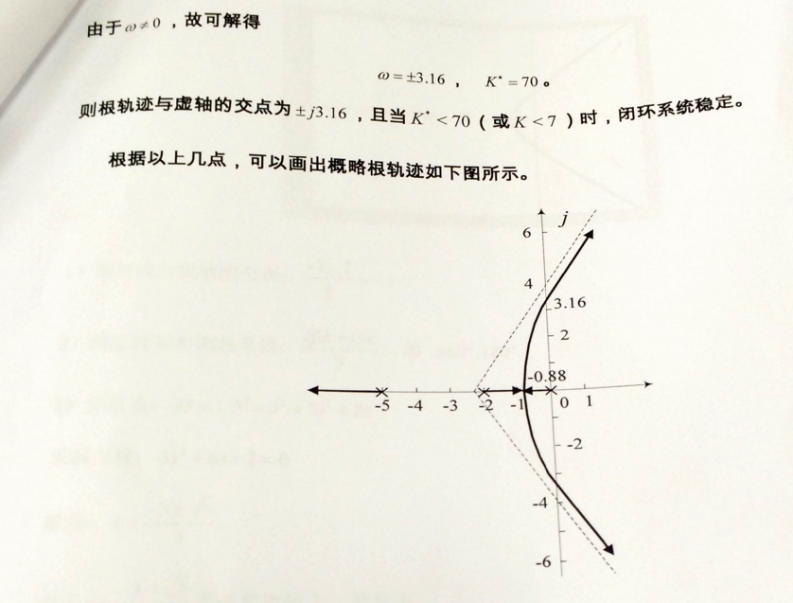 由于ω≠0，故可解得
ω=±3.16， K*=70。
则根轨迹与虚轴的交点为±j3.16，且当K*<70（或K<7）时，闭环系统稳定。
根据以上几点，可以画出概略根轨迹如下图所示。
j
6
4
3.16
2
-0.88
-5 -4 -3 -2 -1 0 1
-2
-4
-6